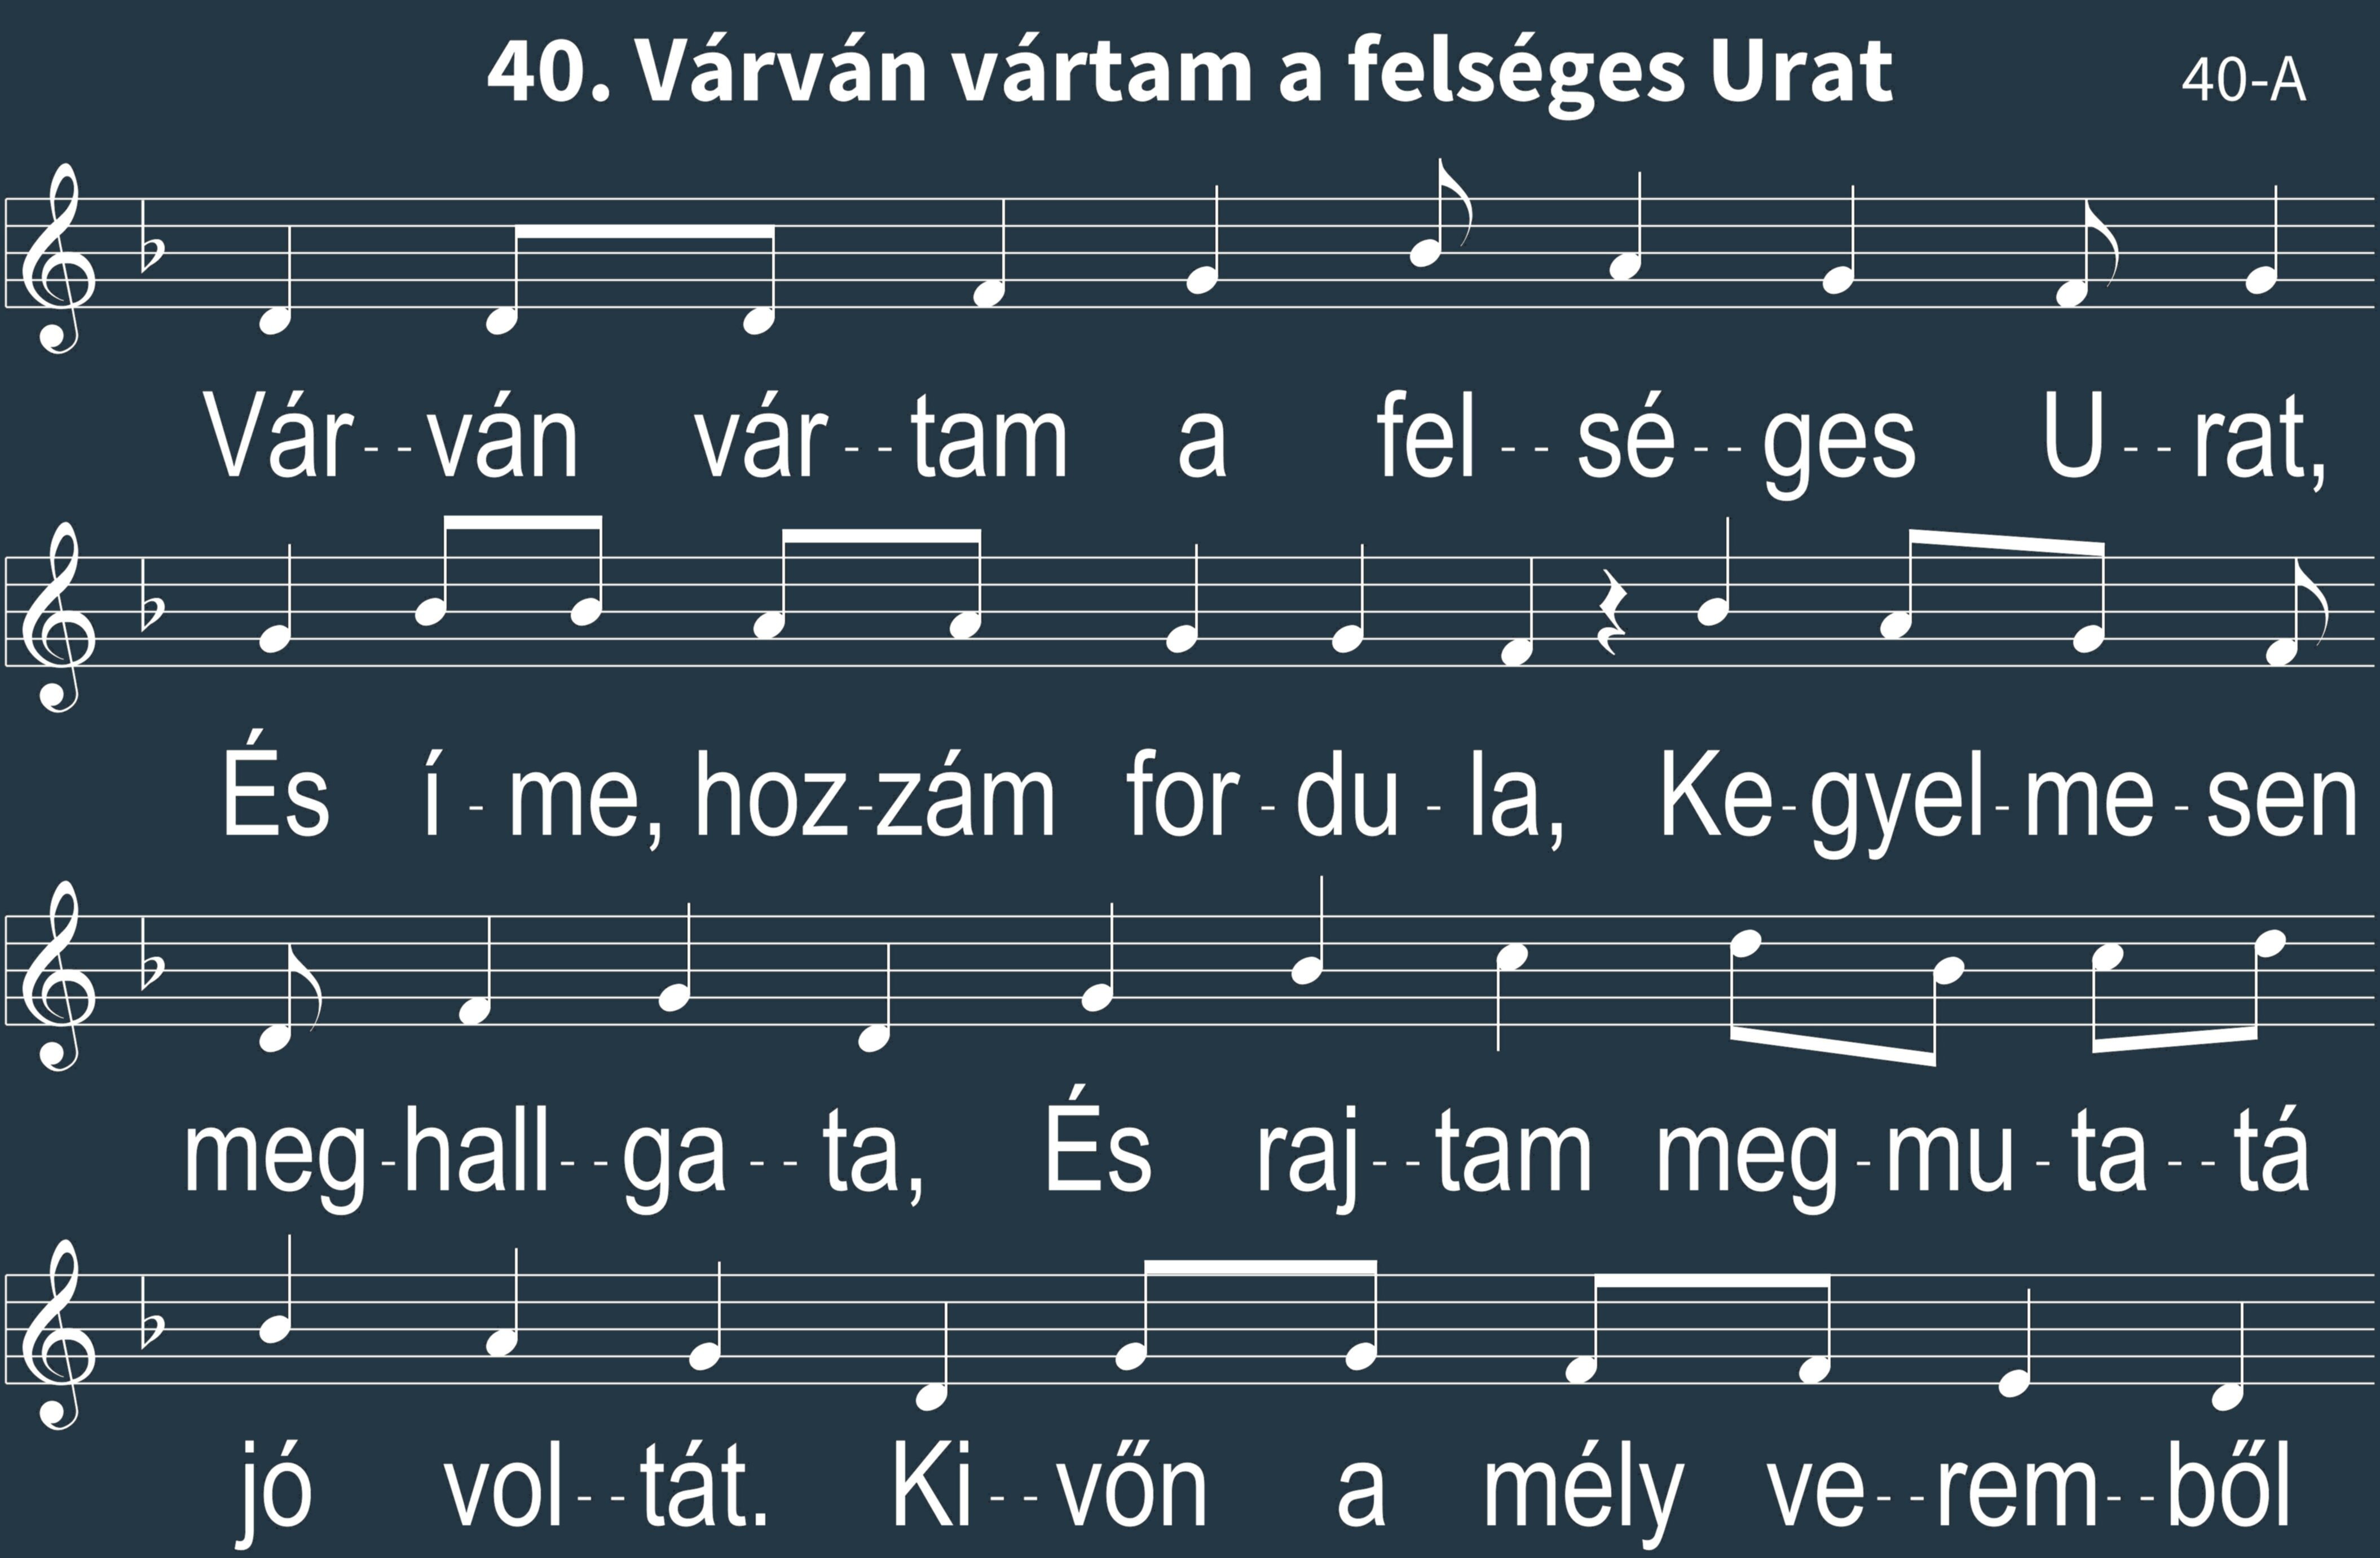 40. Várván vártam a felséges Urat 40-A
Vár--ván vár--tam a fel--sé--ges U--rat,
És í-me, hoz-zám for-du-la, Ke-gyel-me-sen
meg-hall--ga--ta, És raj--tam meg-mu-ta--tá
jó vol--tát. Ki--vőn a mély ve--rem--ből